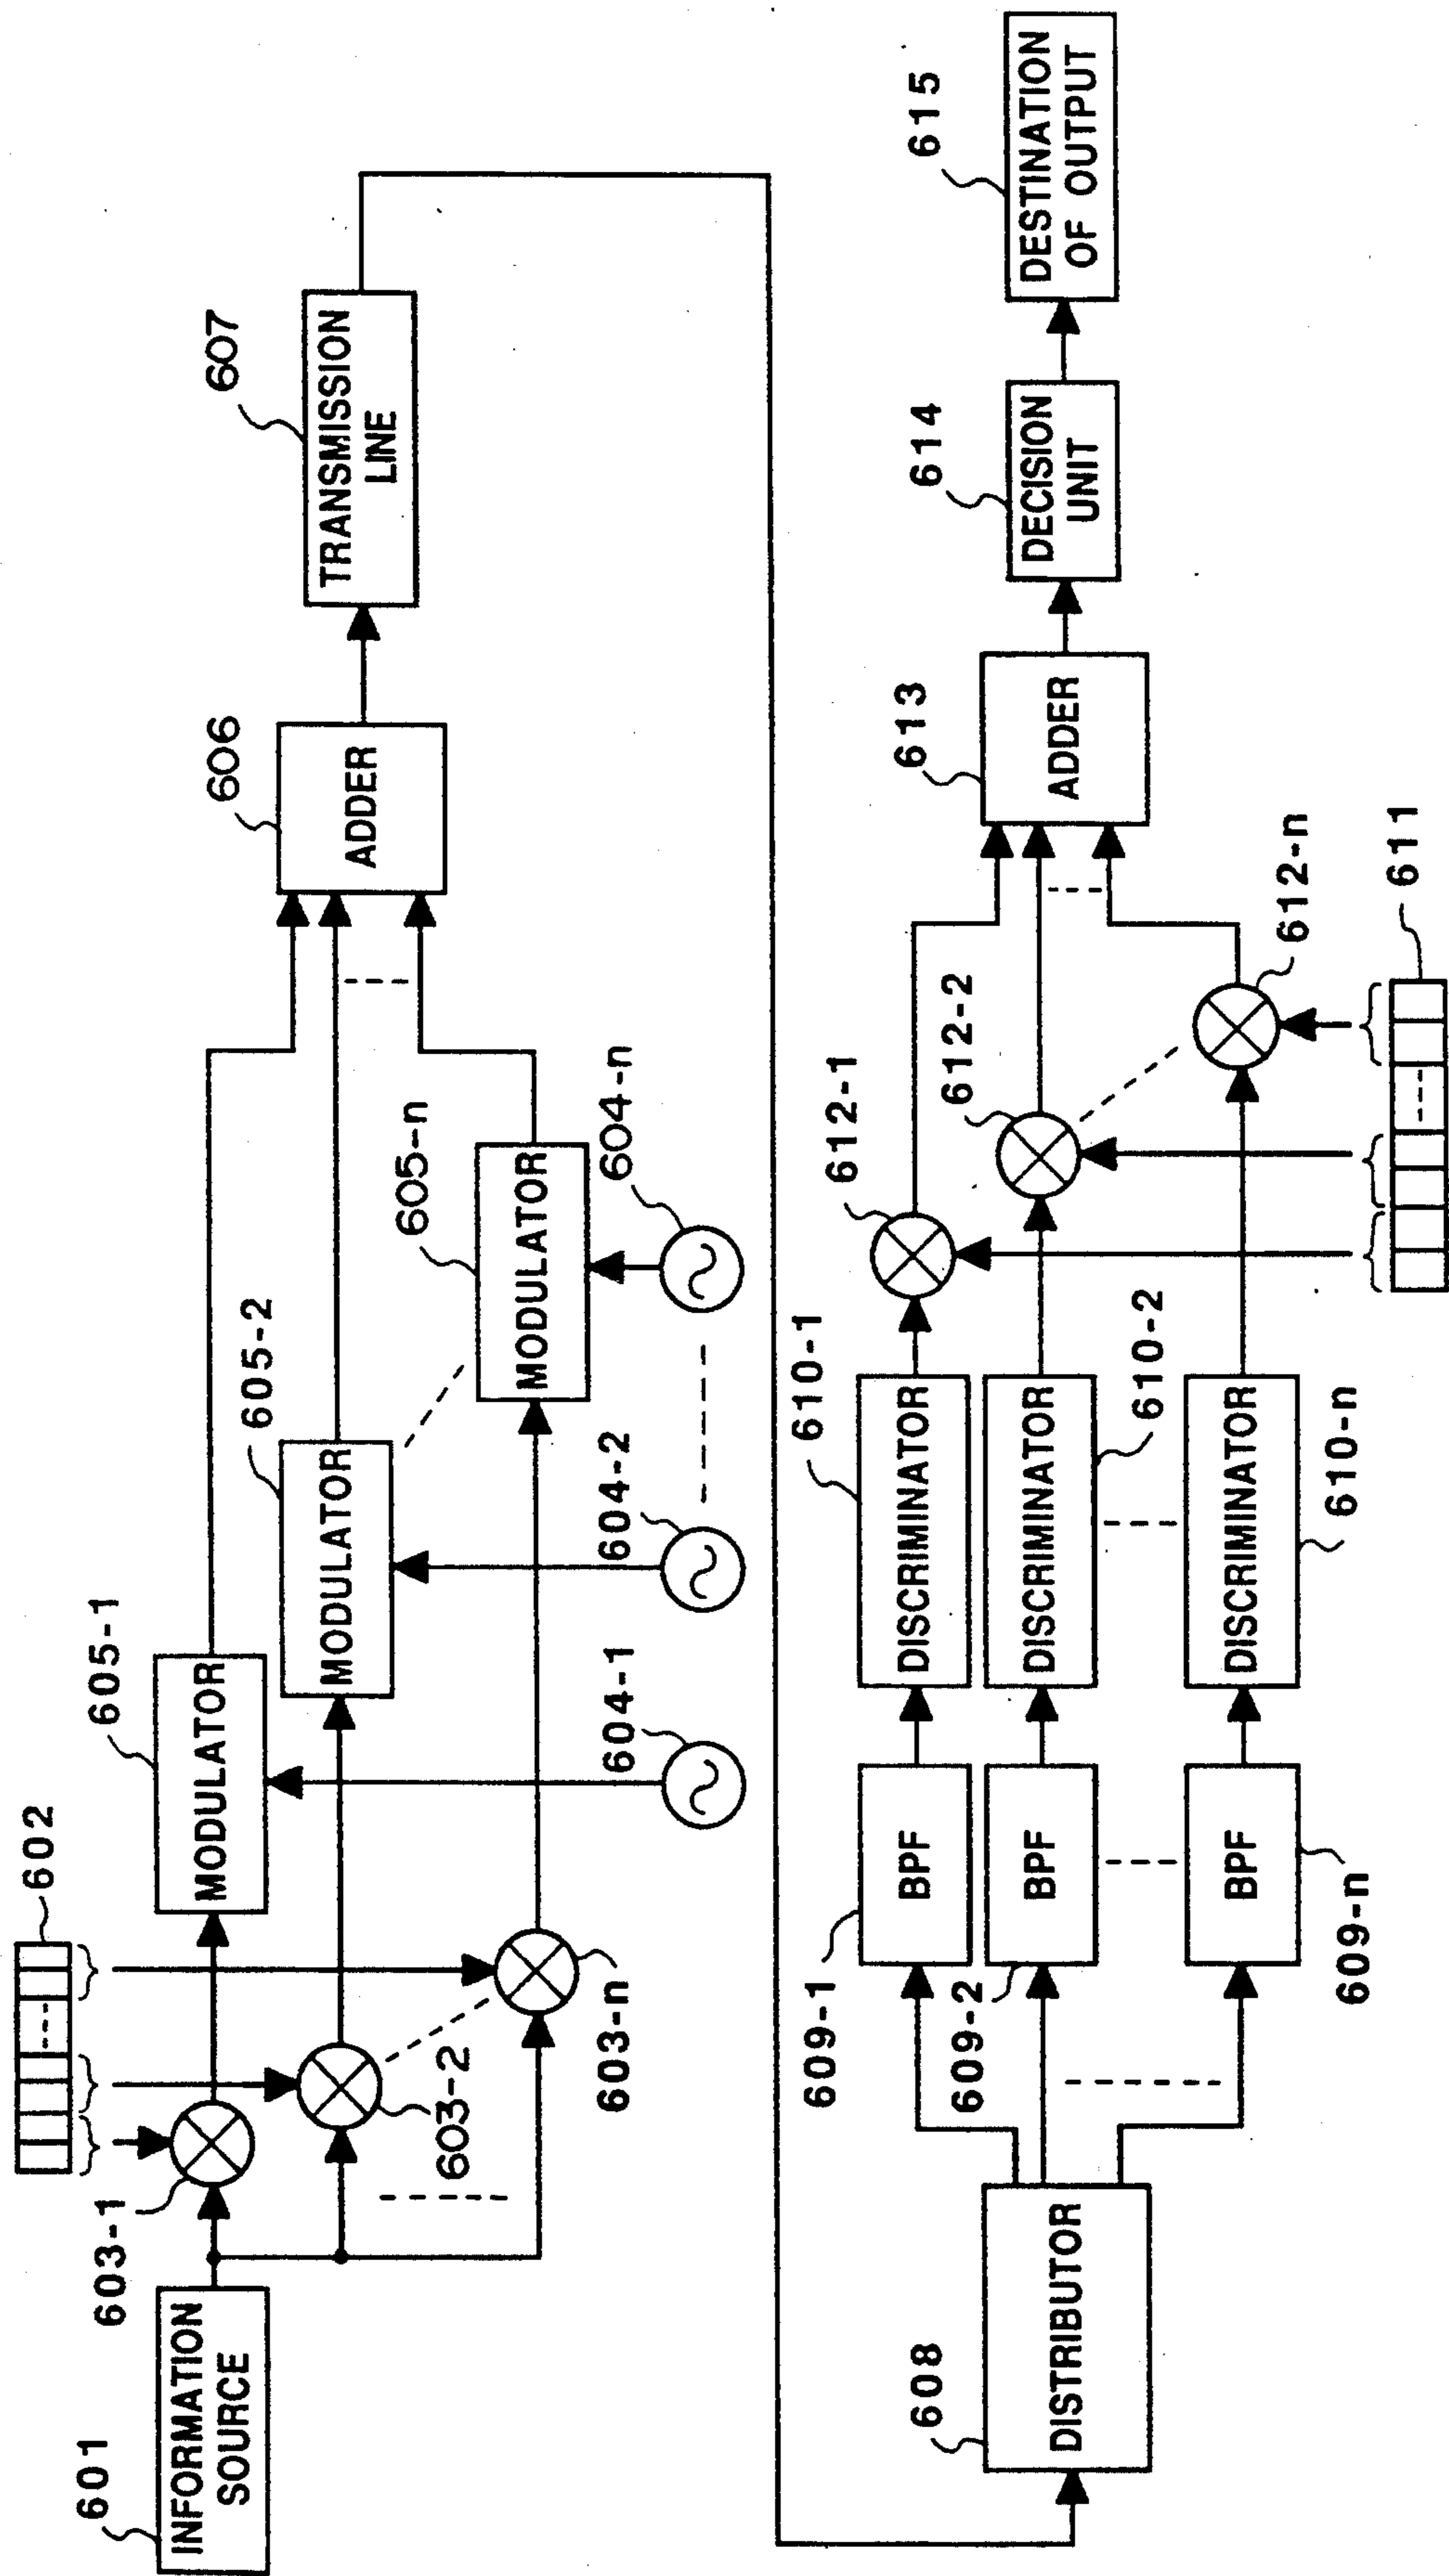 601
INFORMATION
SOURCE
603-1
602
603-2
603-n
605-1
MODULATOR
605-2
MODULATOR
605-n
MODULATOR
604-1
604-2
604-n
606
ADDER
607
TRANSMISSION
LINE
608
DISTRIBUTOR
609-1
BPF
609-2
BPF
609-n
BPF
610-1
DISCRIMINATOR
610-2
DISCRIMINATOR
610-n
DISCRIMINATOR
612-1
612-2
612-n
611
613
ADDER
614
DECISION
UNIT
615
DESTINATION
OF OUTPUT